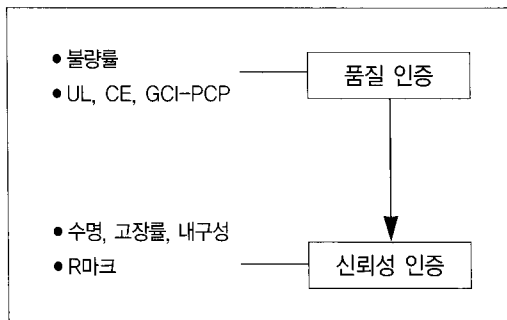 ● 불량률
● UL, CE, GCI-PCP
품질 인증
● 수명, 고장률, 내구성
● R마크
신뢰성 인증